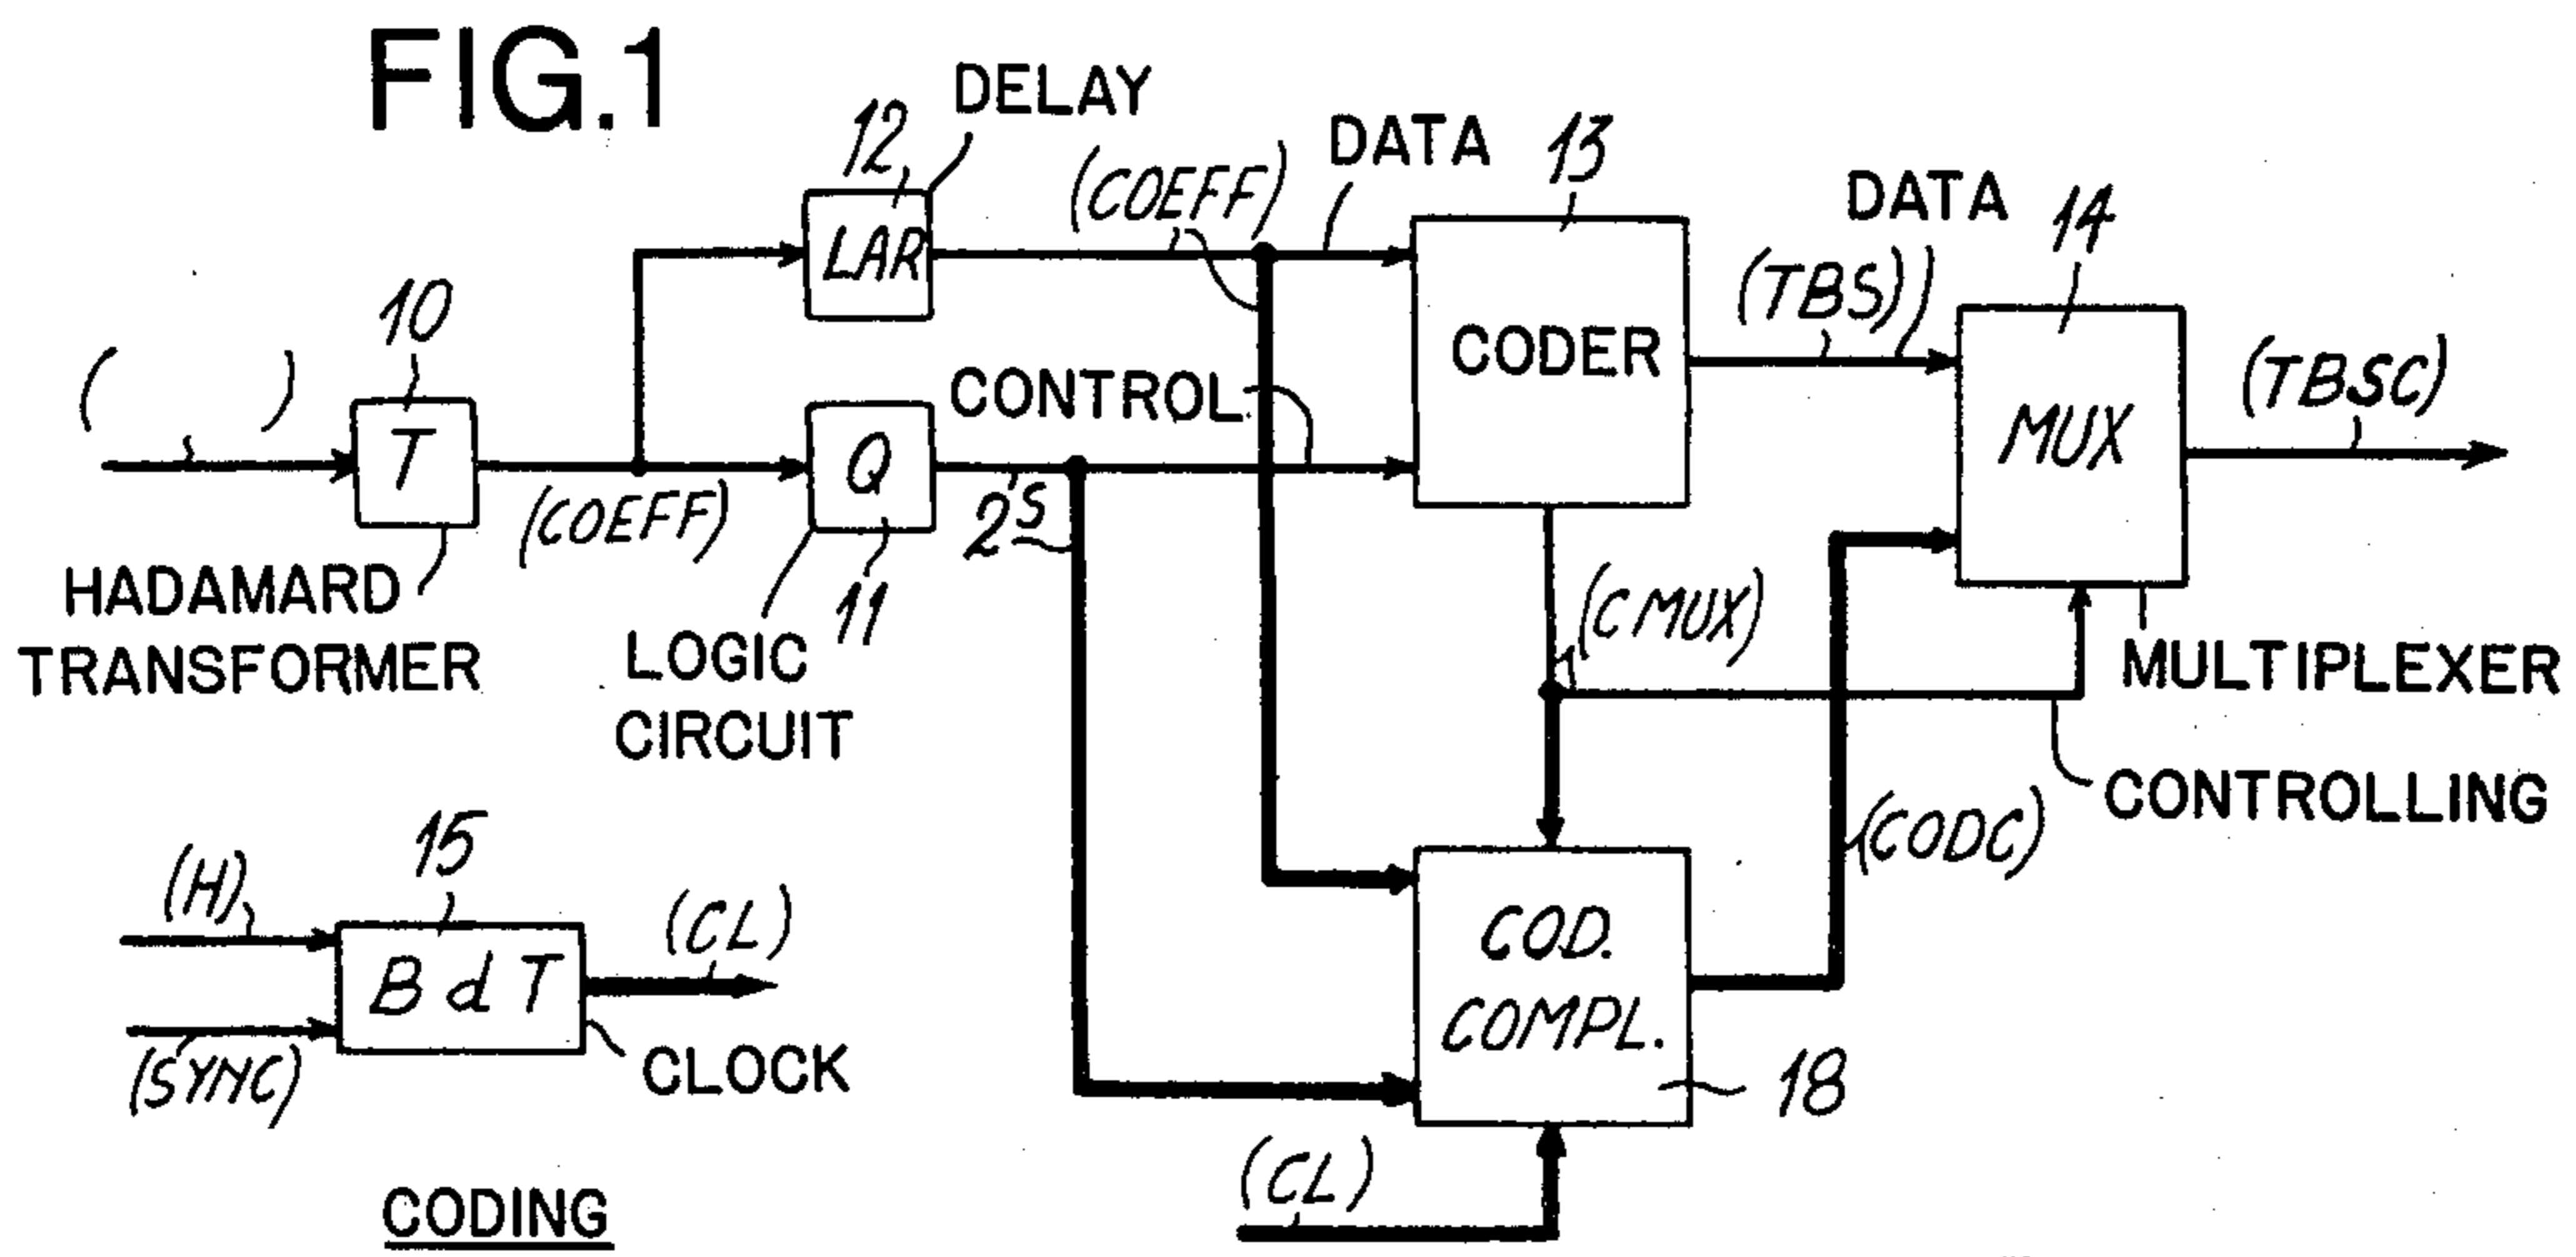 FIG.1
DELAY
12
(COEFF)
DATA
13
DATA
14
LAR
10
(TBS)
CODER
(TBSC)
( )
CONTROL
T
Q
MUX
(COEFF)
2^S
HADAMARD
TRANSFORMER
11
LOGIC
CIRCUIT
(CMUX)
MULTIPLEXER
CONTROLLING
15
(H)
(CL)
(CODC)
COD.
COMPL.
BdT
(SYNC)
CLOCK
18
(CL)
CODING